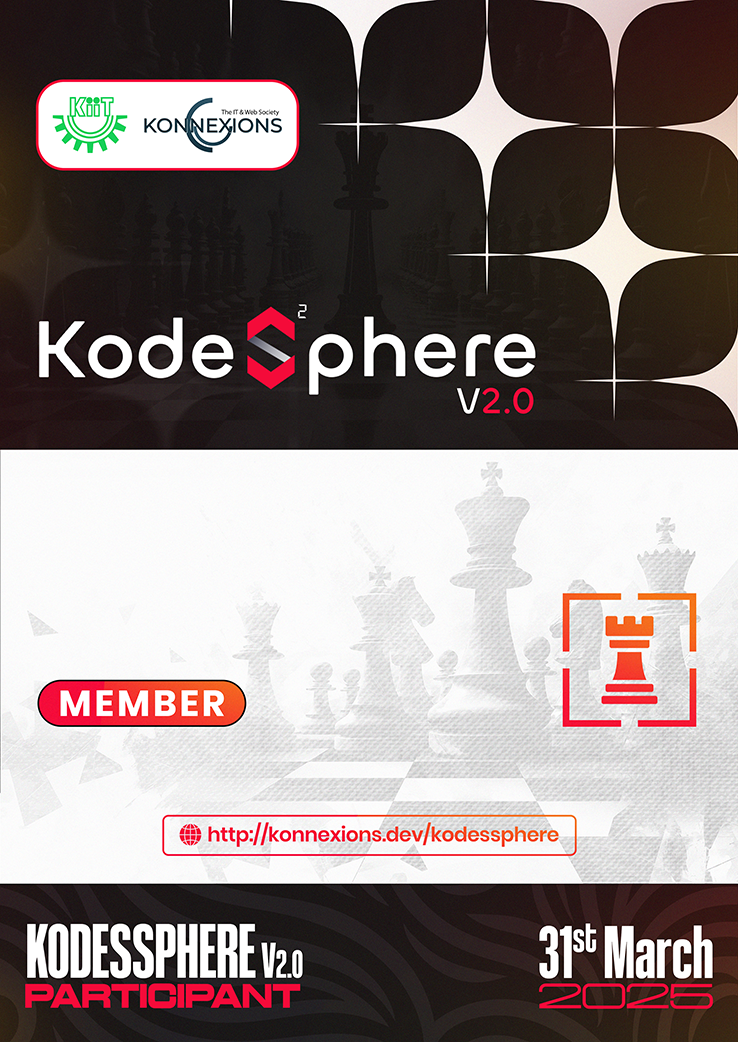 KiiT
The IT & Web Society
KONNEXIONS
KodeSphere
2
V2.0
MEMBER
http://konnexions.dev/kodessphere
KODESSPHERE V2.0
PARTICIPANT
31st March
2025